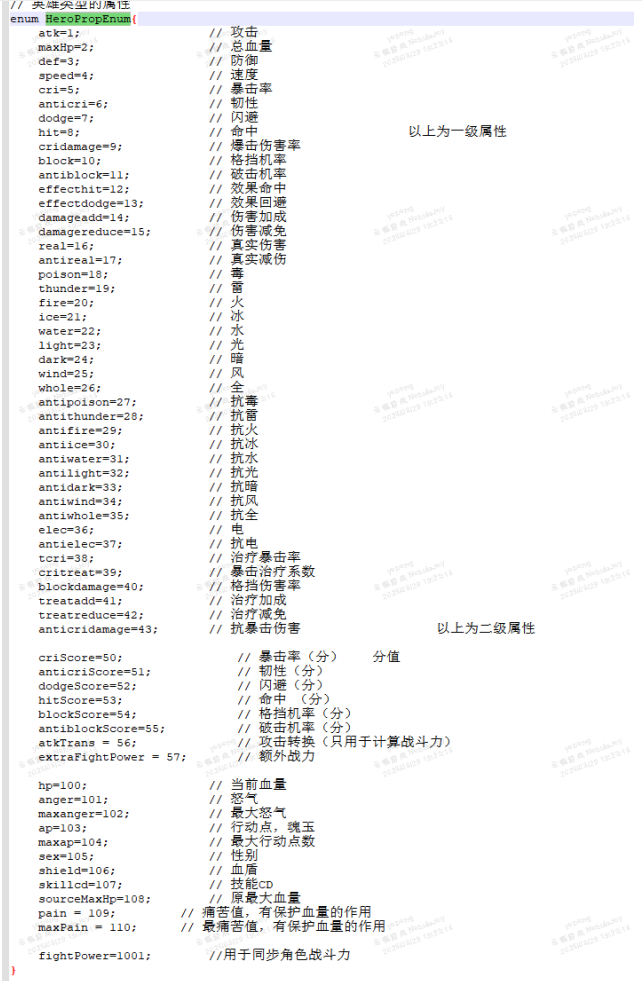 // 英雄类型的属性
enum HeroPropEnum{
atk=1; // 攻击
maxHp=2; // 总血量
def=3; // 防御
speed=4; // 速度
cri=5; // 暴击率
anticri=6; // 韧性
dodge=7; // 闪避
hit=8; // 命中 以上为一级属性
cridamage=9; // 爆击伤害率
block=10; // 格挡机率
antiblock=11; // 破击机率
effecthit=12; // 效果命中
effectdodge=13; // 效果回避
damageadd=14; // 伤害加成
damagereduce=15; // 伤害减免
real=16; // 真实伤害
antireal=17; // 真实减伤
poison=18; // 毒
thunder=19; // 雷
fire=20; // 火
ice=21; // 冰
water=22; // 水
light=23; // 光
dark=24; // 暗
wind=25; // 风
whole=26; // 全
antipoison=27; // 抗毒
antithunder=28; // 抗雷
antifire=29; // 抗火
antiice=30; // 抗冰
antiwater=31; // 抗水
antilight=32; // 抗光
antidark=33; // 抗暗
antiwind=34; // 抗风
antiwhole=35; // 抗全
elec=36; // 电
antielec=37; // 抗电
tcri=38; // 治疗暴击率
critreat=39; // 暴击治疗系数
blockdamage=40; // 格挡伤害率
treatadd=41; // 治疗加成
treatreduce=42; // 治疗减免
anticridamage=43; // 抗暴击伤害 以上为二级属性
criScore=50; // 暴击率（分） 分值
anticriScore=51; // 韧性（分）
dodgeScore=52; // 闪避（分）
hitScore=53; // 命中 （分）
blockScore=54; // 格挡机率（分）
antiblockScore=55; // 破击机率（分）
atkTrans = 56; // 攻击转换（只用于计算战斗力）
extraFightPower = 57; // 额外战力
hp=100; // 当前血量
anger=101; // 怒气
maxanger=102; // 最大怒气
ap=103; // 行动点，魂玉
maxap=104; // 最大行动点数
sex=105; // 性别
shield=106; // 血盾
skillcd=107; // 技能CD
sourceMaxHp=108; // 原最大血量
pain = 109; // 痛苦值，有保护血量的作用
maxPain = 110; // 最痛苦值，有保护血量的作用
fightPower=1001; //用于同步角色战斗力
}